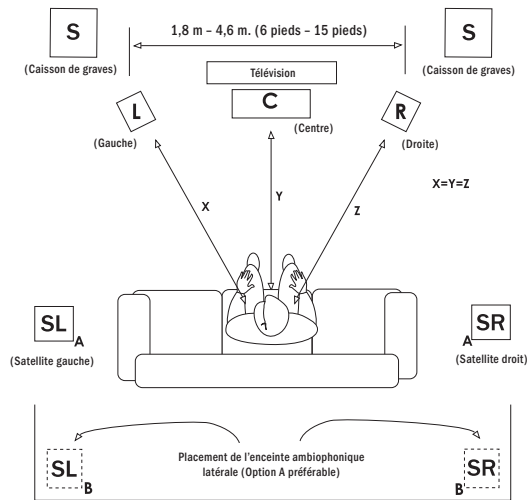 1,8 m – 4,6 m. (6 pieds – 15 pieds)
S
(Caisson de graves)
S
(Caisson de graves)
Télévision
L
(Gauche)
C
(Centre)
R
(Droite)
X
Y
Z
X=Y=Z
SL
A
(Satellite gauche)
SR
A
(Satellite droit)
Placement de l'enceinte ambiophonique
latérale (Option A préférable)
SL
B
SR
B